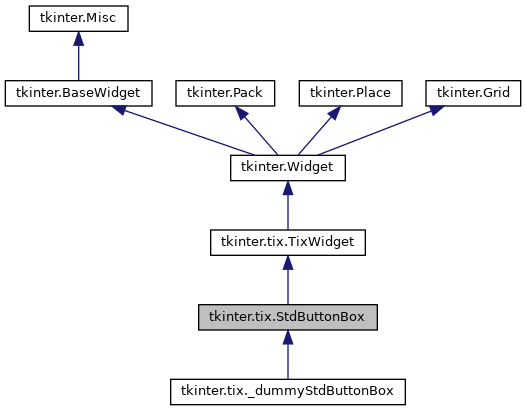 tkinter.Misc
tkinter.BaseWidget
tkinter.Pack
tkinter.Place
tkinter.Grid
tkinter.Widget
tkinter.tix.TixWidget
tkinter.tix.StdButtonBox
tkinter.tix._dummyStdButtonBox